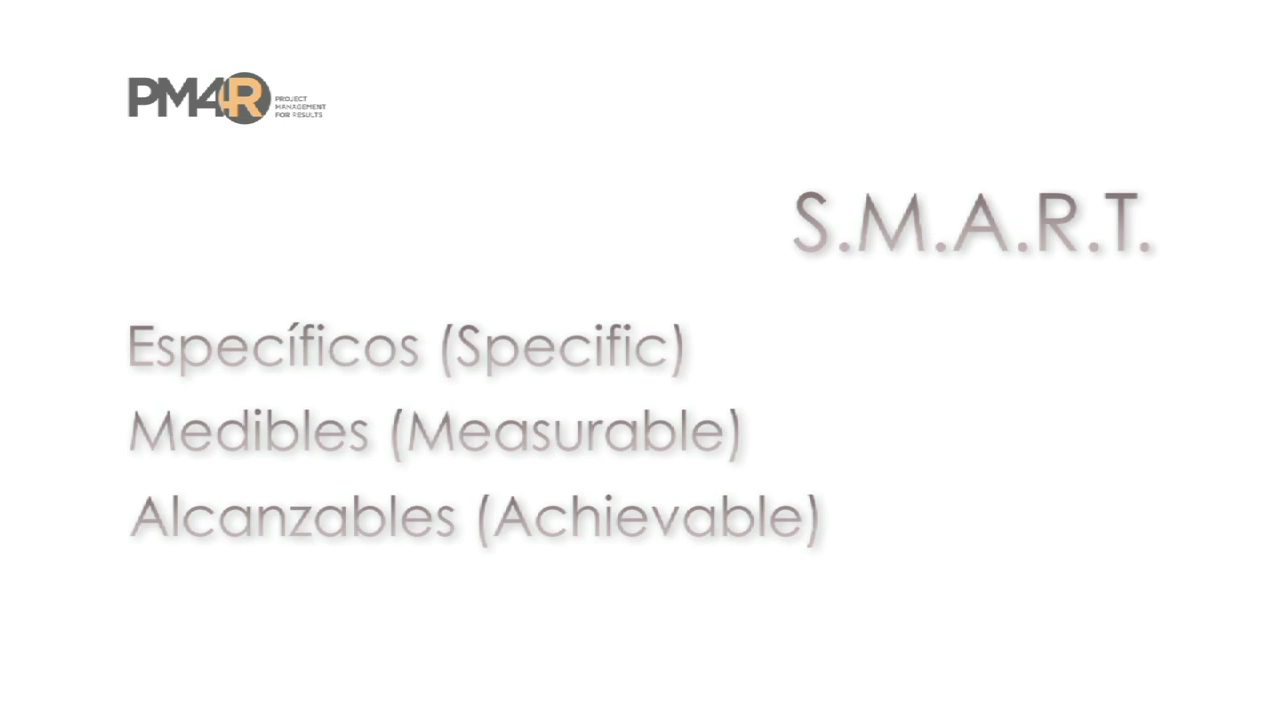 PM4R
PROJECT
MANAGEMENT
FOR RESULTS
S.M.A.R.T.
Específicos (Specific)
Medibles (Measurable)
Alcanzables (Achievable)